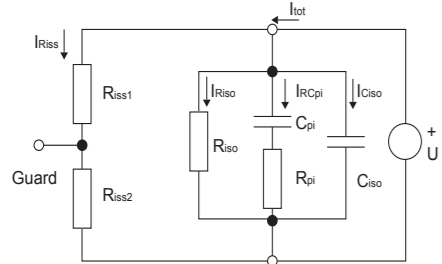 Itot
IRiss
Riss1
IRiso
IRCpi
ICiso
Cpi
Riso
+
U
Guard
Rpi
Ciso
Riss2